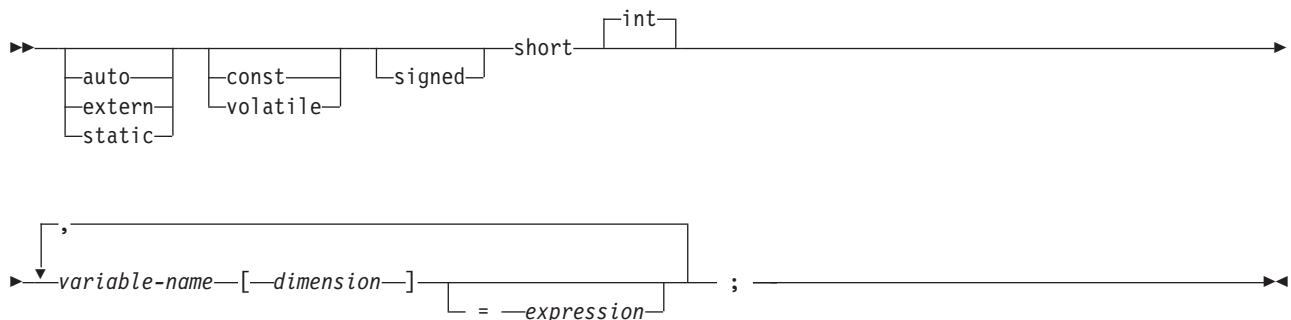 int
short
auto const signed
extern volatile
static
,
variable-name [ dimension ] ;
= expression